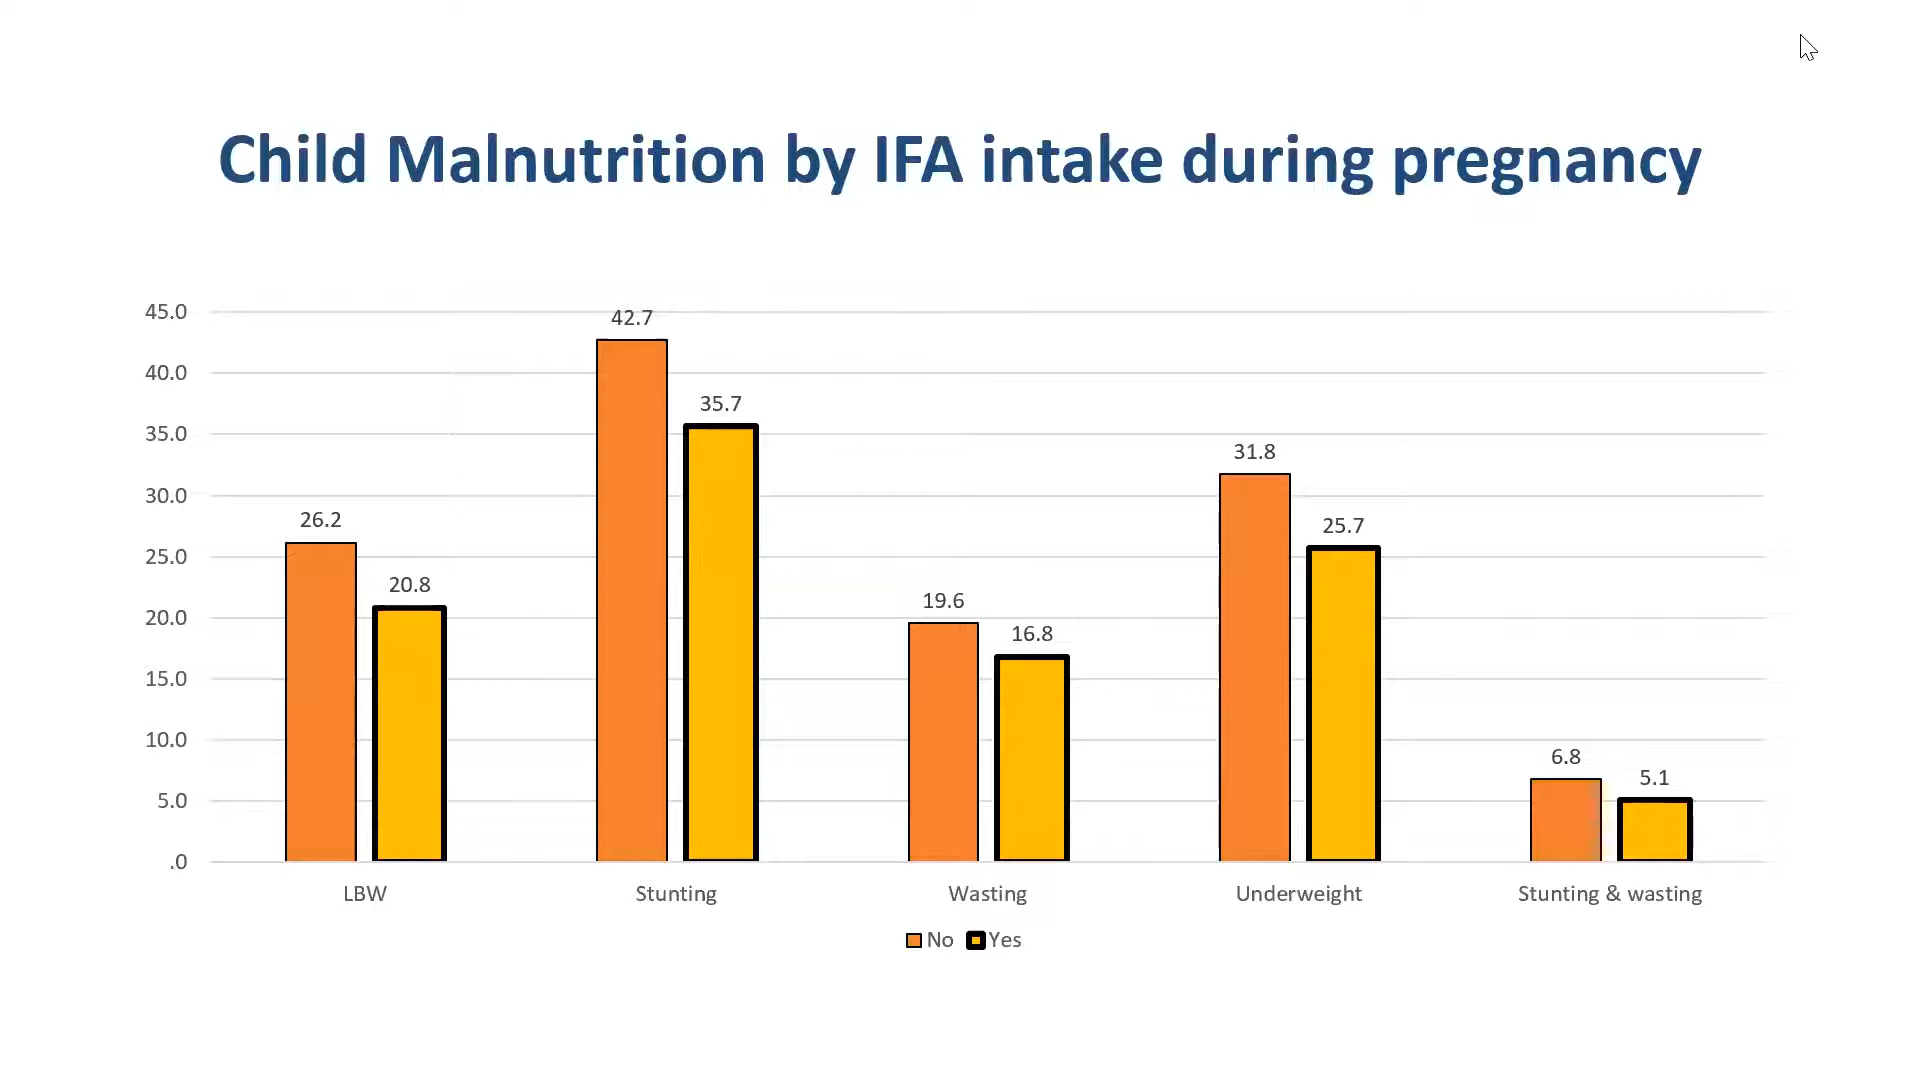 Child Malnutrition by IFA intake during pregnancy
45.0
40.0
35.0
30.0
25.0
20.0
15.0
10.0
5.0
.0
26.2
20.8
42.7
35.7
19.6
16.8
31.8
25.7
6.8
5.1
LBW
Stunting
Wasting
Underweight
Stunting & wasting
No Yes